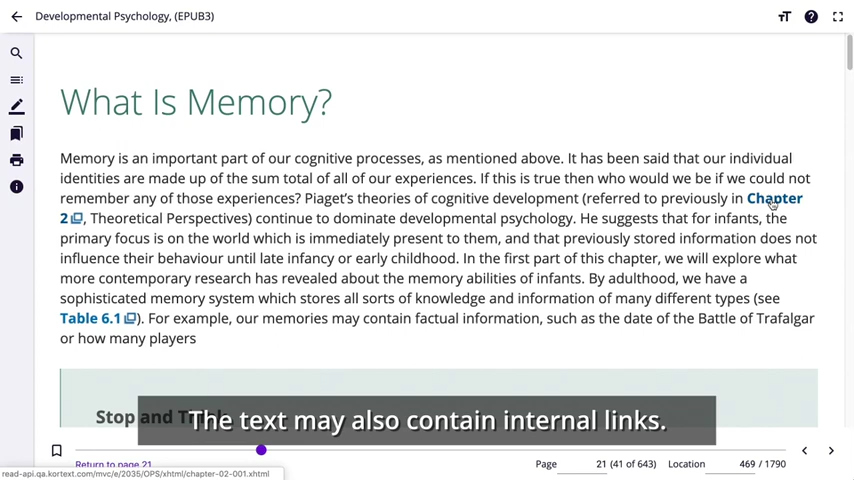 Developmental Psychology, (EPUB3)
What Is Memory?
Memory is an important part of our cognitive processes, as mentioned above. It has been said that our individual
identities are made up of the sum total of all of our experiences. If this is true then who would we be if we could not
remember any of those experiences? Piaget's theories of cognitive development (referred to previously in Chapter
2, Theoretical Perspectives) continue to dominate developmental psychology. He suggests that for infants, the
primary focus is on the world which is immediately present to them, and that previously stored information does not
influence their behaviour until late infancy or early childhood. In the first part of this chapter, we will explore what
more contemporary research has revealed about the memory abilities of infants. By adulthood, we have a
sophisticated memory system which stores all sorts of knowledge and information of many different types (see
Table 6.1). For example, our memories may contain factual information, such as the date of the Battle of Trafalgar
or how many players
Stop and
The text may also contain internal links.
Return to page 21
Page 21 (41 of 643) Location 469 / 1790
read-api.qa.kortext.com/mvc/e/2035/OPS/xhtml/chapter-02-001.xhtml